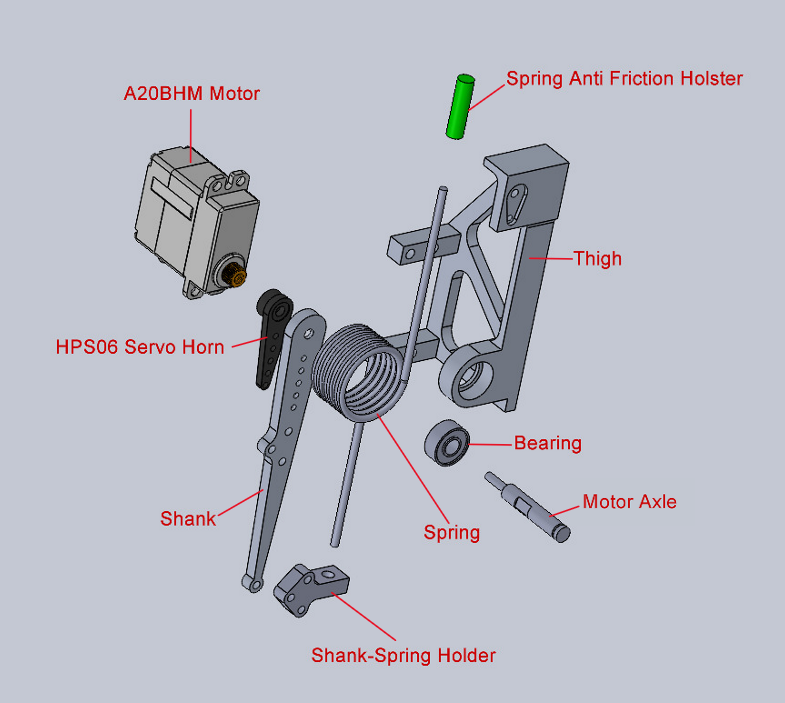 Spring Anti Friction Holster
A20BHM Motor
Thigh
HPS06 Servo Horn
Bearing
Motor Axle
Shank
Spring
Shank-Spring Holder